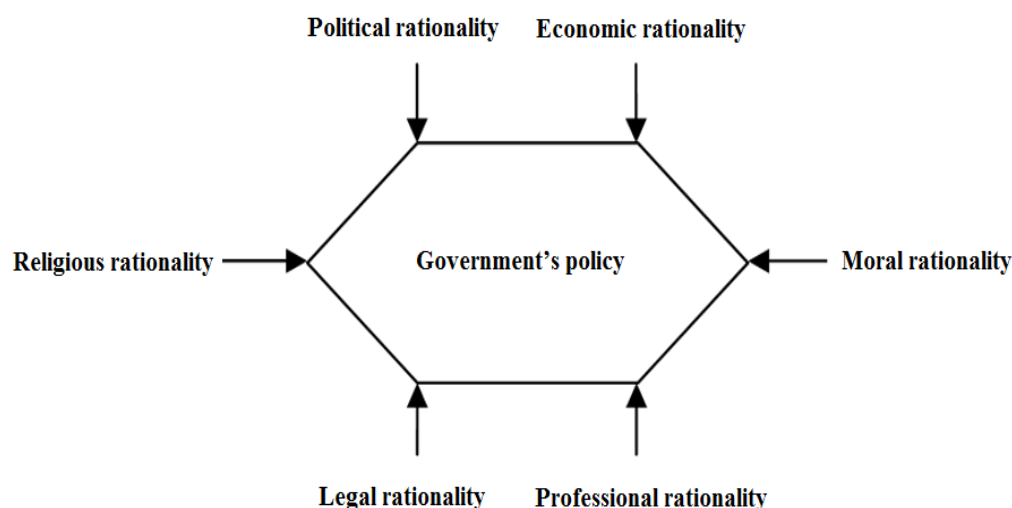 Political rationality
Economic rationality
Religious rationality
Government’s policy
Moral rationality
Legal rationality
Professional rationality